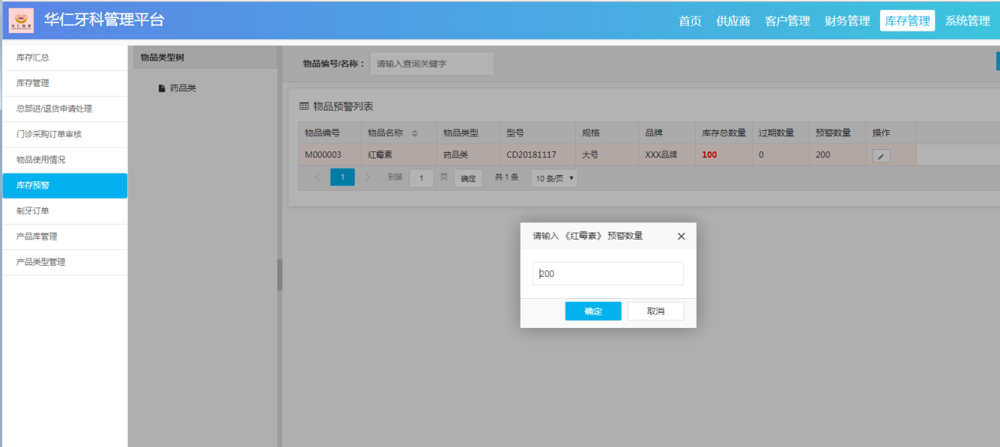 华仁牙科管理平台
首页 供应商 客户管理 财务管理 库存管理 系统管理
库存汇总
库存管理
总部进/退货申请处理
门诊采购订单审核
物品使用情况
库存预警
制牙订单
产品库管理
产品类型管理
物品类型树
药品类
物品编号/名称： 请输入查询关键字
物品预警列表
物品编号 物品名称 物品类型 型号 规格 品牌 库存总数量 过期数量 预警数量 操作
M000003 红霉素 药品类 CD20181117 大号 XXX品牌 100 0 200
1 到第 1 页 确定 共 1 条 10 条/页
请输入 《红霉素》 预警数量
200
确定 取消